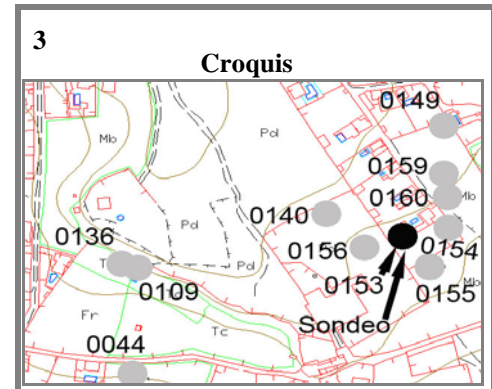 3
Croquis
0149
Mlo
Pol
0159
0160
Mlo
0140
0136
0156
0154
Pol
Pol
0153
0109
0155
Fr
Sondeo
Tc
0044